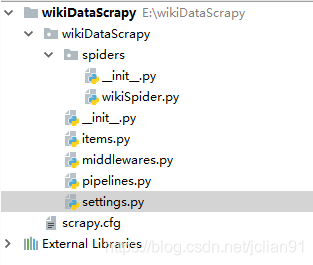 wikiDataScrapy E:\wikiDataScrapy
wikiDataScrapy
spiders
__init__.py
wikiSpider.py
__init__.py
items.py
middlewares.py
pipelines.py
settings.py
scrapy.cfg
External Libraries
https://blog.csdn.net/jclian91